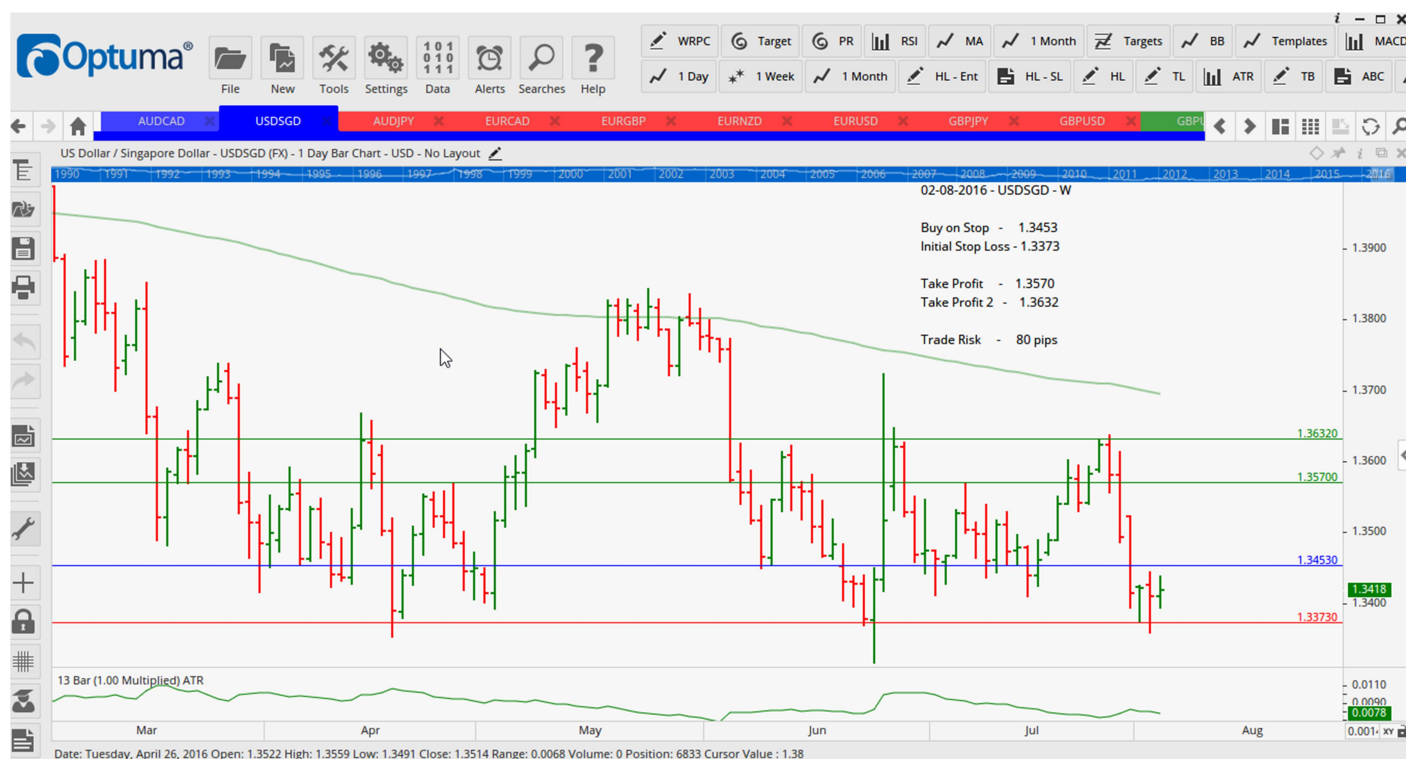 Optuma®
File New Tools Settings Data Alerts Searches Help
101
010
111
WRPC Target PR RSI MA 1 Month Targets BB Templates MACD
1 Day 1 Week 1 Month HL - Ent HL - SL HL TL ATR TB ABC
AUDCAD USDSGD AUDJPY EURCAD EURGBP EURNZD EURUSD GBPJPY GBPUSD
US Dollar / Singapore Dollar - USDSGD (FX) - 1 Day Bar Chart - USD - No Layout
1990 1991 1992 1993 1994 1995 1996 1997 1998 1999 2000 2001 2002 2003 2004 2005 2006 2007 2008 2009 2010 2011 2012 2013 2014 2015 2016
02-08-2016 - USDSGD - W
Buy on Stop - 1.3453
Initial Stop Loss - 1.3373
Take Profit - 1.3570
Take Profit 2 - 1.3632
Trade Risk - 80 pips
1.3900
1.3800
1.3700
1.36320
1.3600
1.35700
1.3500
1.34530
1.3418
1.3400
1.33730
13 Bar (1.00 Multiplied) ATR
0.0110
0.0090
0.0078
Mar Apr May Jun Jul Aug
XY
Date: Tuesday, April 26, 2016 Open: 1.3522 High: 1.3559 Low: 1.3491 Close: 1.3514 Range: 0.0068 Volume: 0 Position: 6833 Cursor Value : 1.38